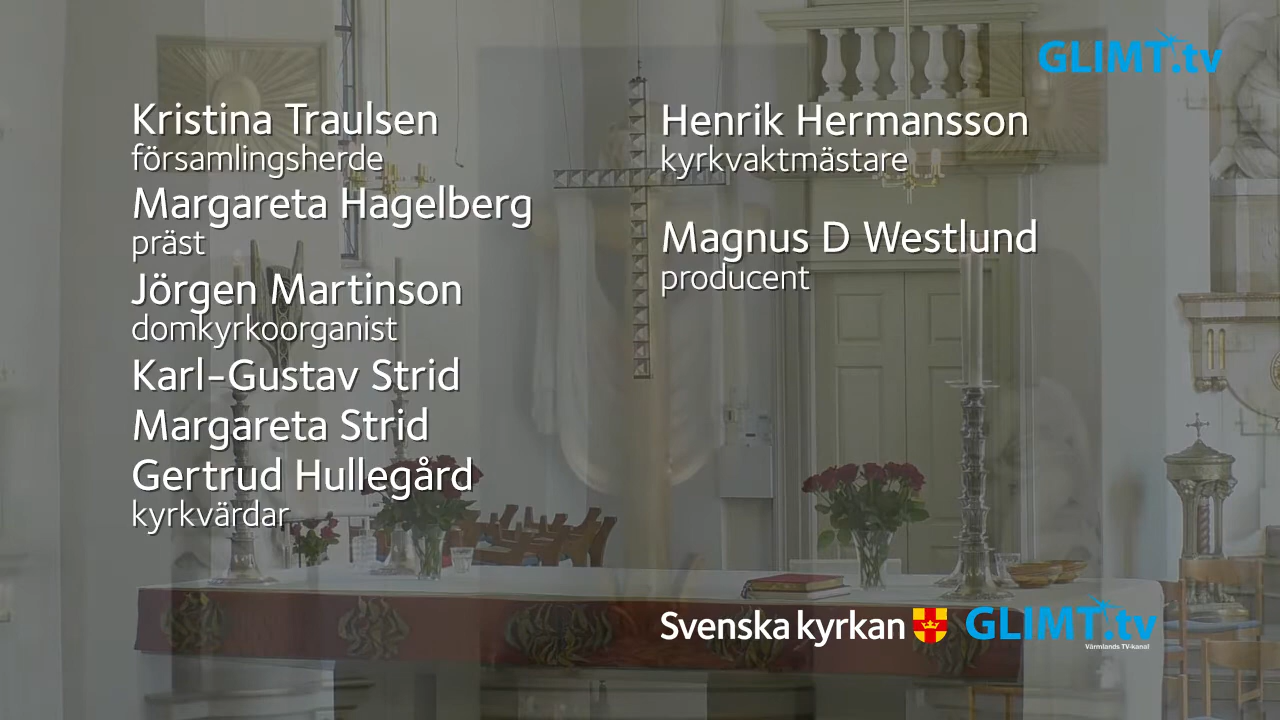 GLIMT.tv
Kristina Traulsen
församlingsherde
Margareta Hagelberg
präst
Jörgen Martinson
domkyrkoorganist
Karl-Gustav Strid
Margareta Strid
Gertrud Hullegård
kyrkvärdar
Henrik Hermansson
kyrkvaktmästare
Magnus D Westlund
producent
Svenska kyrkan
GLIMT.tv
Värmlands TV-kanal